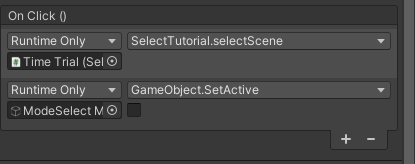 On Click ()
Runtime Only SelectTutorial.selectScene
Time Trial (Sel
Runtime Only GameObject.SetActive
ModeSelect M
+ −